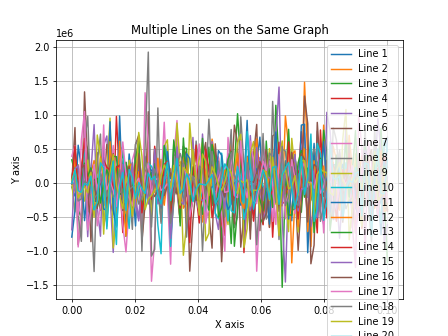 Multiple Lines on the Same Graph
1e6
2.0
1.5
1.0
0.5
0.0
−0.5
−1.0
−1.5
Y axis
0.00
0.02
0.04
0.06
X axis
Line 1
Line 2
Line 3
Line 4
Line 5
Line 6
Line 7
Line 8
Line 9
Line 10
Line 11
Line 12
Line 13
Line 14
Line 15
Line 16
Line 17
Line 18
Line 19
Line 20